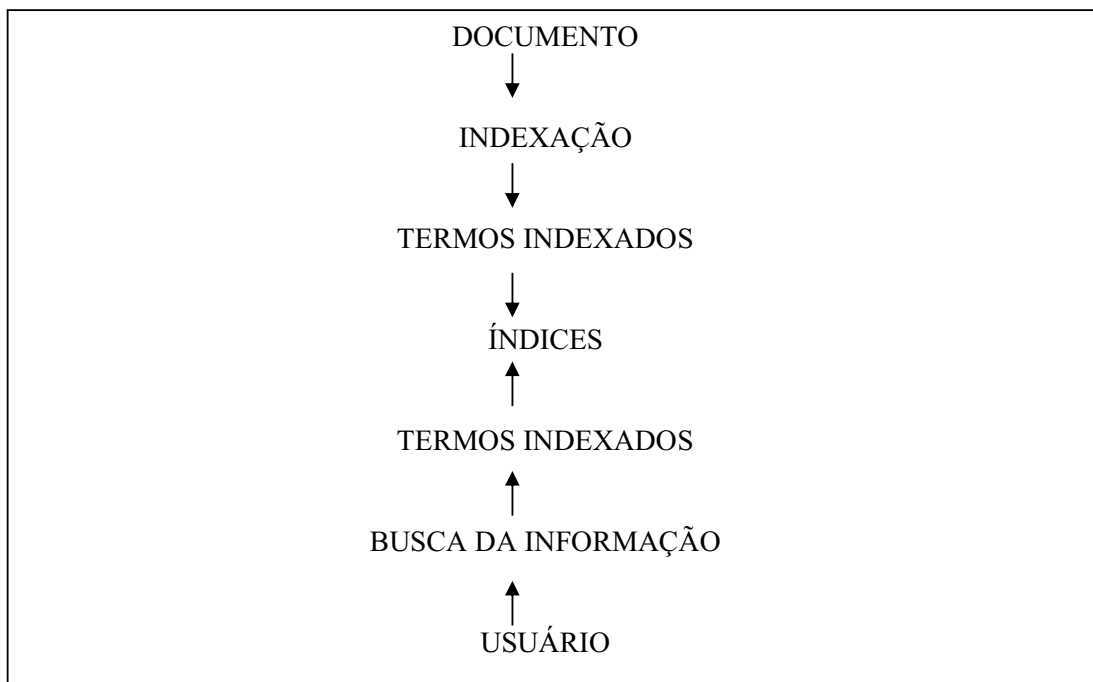 DOCUMENTO
INDEXAÇÃO
TERMOS INDEXADOS
ÍNDICES
TERMOS INDEXADOS
BUSCA DA INFORMAÇÃO
USUÁRIO